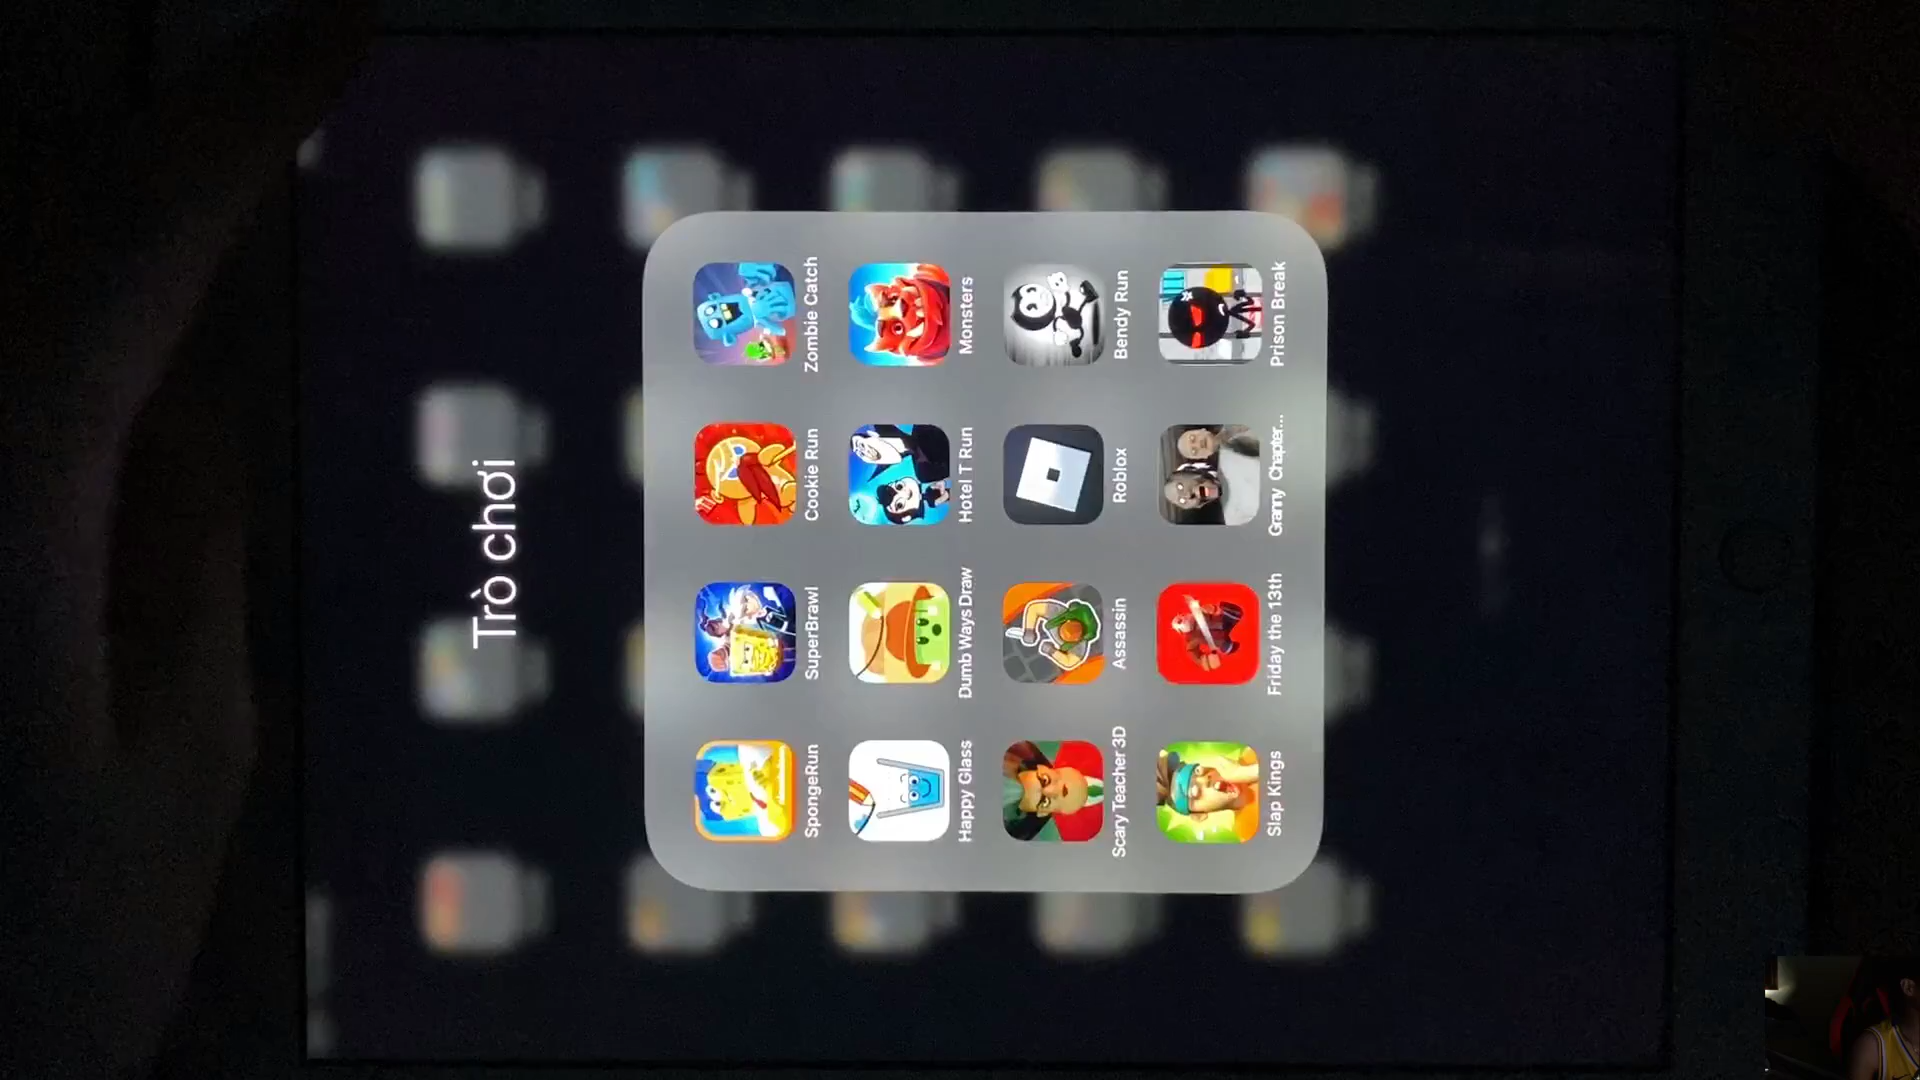 Trò chơi
SpongeRun
SuperBrawl
Cookie Run
Zombie Catch
Happy Glass
Dumb Ways Draw
Hotel T Run
Monsters
Scary Teacher 3D
Assassin
Roblox
Bendy Run
Slap Kings
Friday the 13th
Granny Chapter...
Prison Break